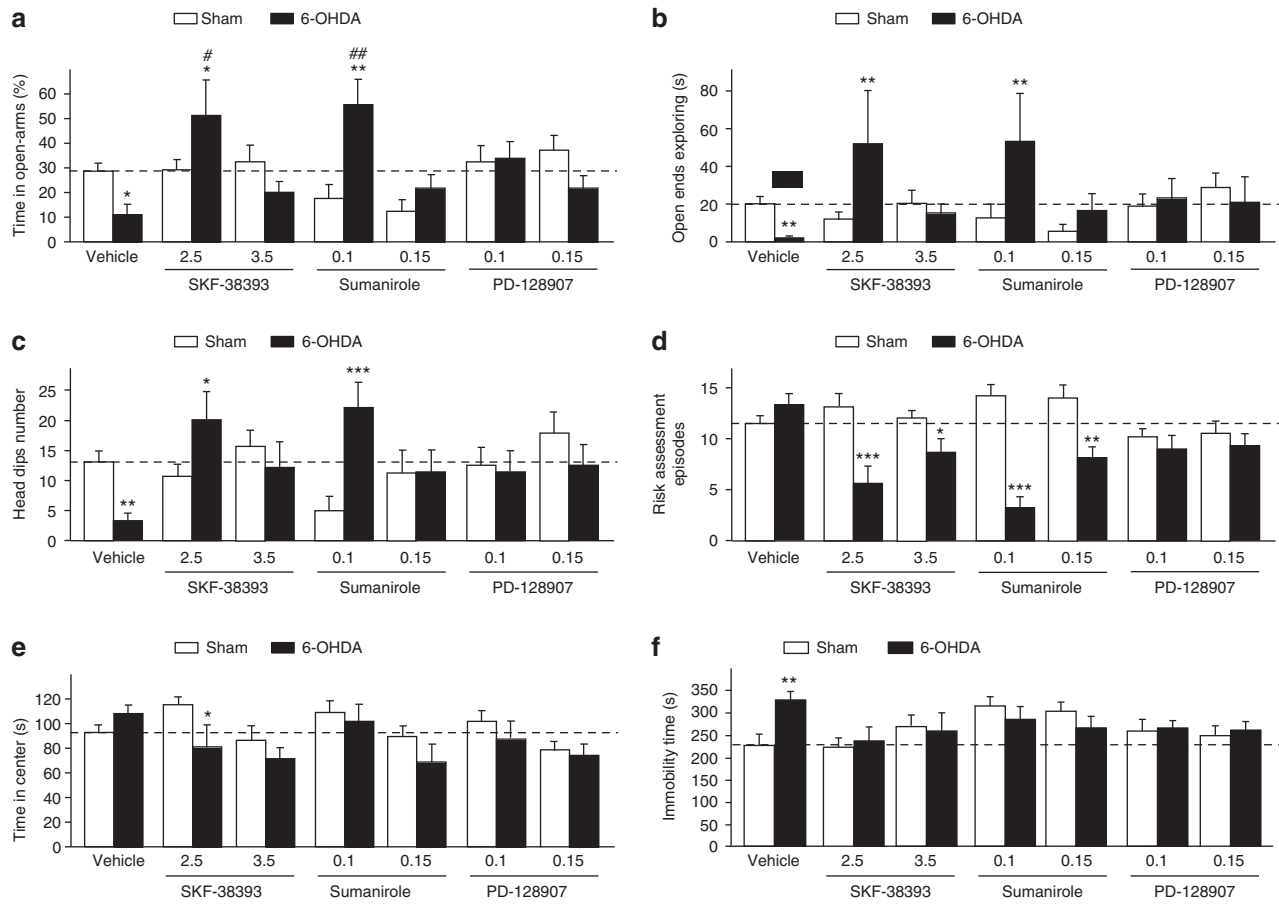 a
Sham 6-OHDA
Time in open-arms (%)
60
50
40
30
20
10
0
*
#
*
##
**
Vehicle 2.5 3.5 0.1 0.15 0.1 0.15
SKF-38393 Sumanirole PD-128907
b
Sham 6-OHDA
Open ends exploring (s)
80
60
40
20
0
**
**
**
Vehicle 2.5 3.5 0.1 0.15 0.1 0.15
SKF-38393 Sumanirole PD-128907
c
Sham 6-OHDA
Head dips number
25
20
15
10
5
0
**
*
***
Vehicle 2.5 3.5 0.1 0.15 0.1 0.15
SKF-38393 Sumanirole PD-128907
d
Sham 6-OHDA
Risk assessment
episodes
15
10
5
0
***
*
***
**
Vehicle 2.5 3.5 0.1 0.15 0.1 0.15
SKF-38393 Sumanirole PD-128907
e
Sham 6-OHDA
Time in center (s)
120
100
80
60
40
20
0
*
Vehicle 2.5 3.5 0.1 0.15 0.1 0.15
SKF-38393 Sumanirole PD-128907
f
Sham 6-OHDA
Immobility time (s)
350
300
250
200
150
100
50
0
**
Vehicle 2.5 3.5 0.1 0.15 0.1 0.15
SKF-38393 Sumanirole PD-128907